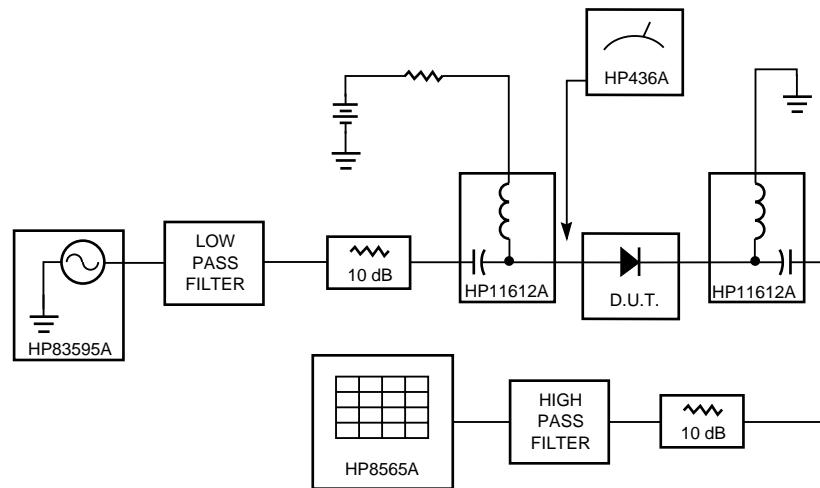 HP436A
LOW
PASS
FILTER
10 dB
HP11612A
D.U.T.
HP11612A
HP83595A
HP8565A
HIGH
PASS
FILTER
10 dB